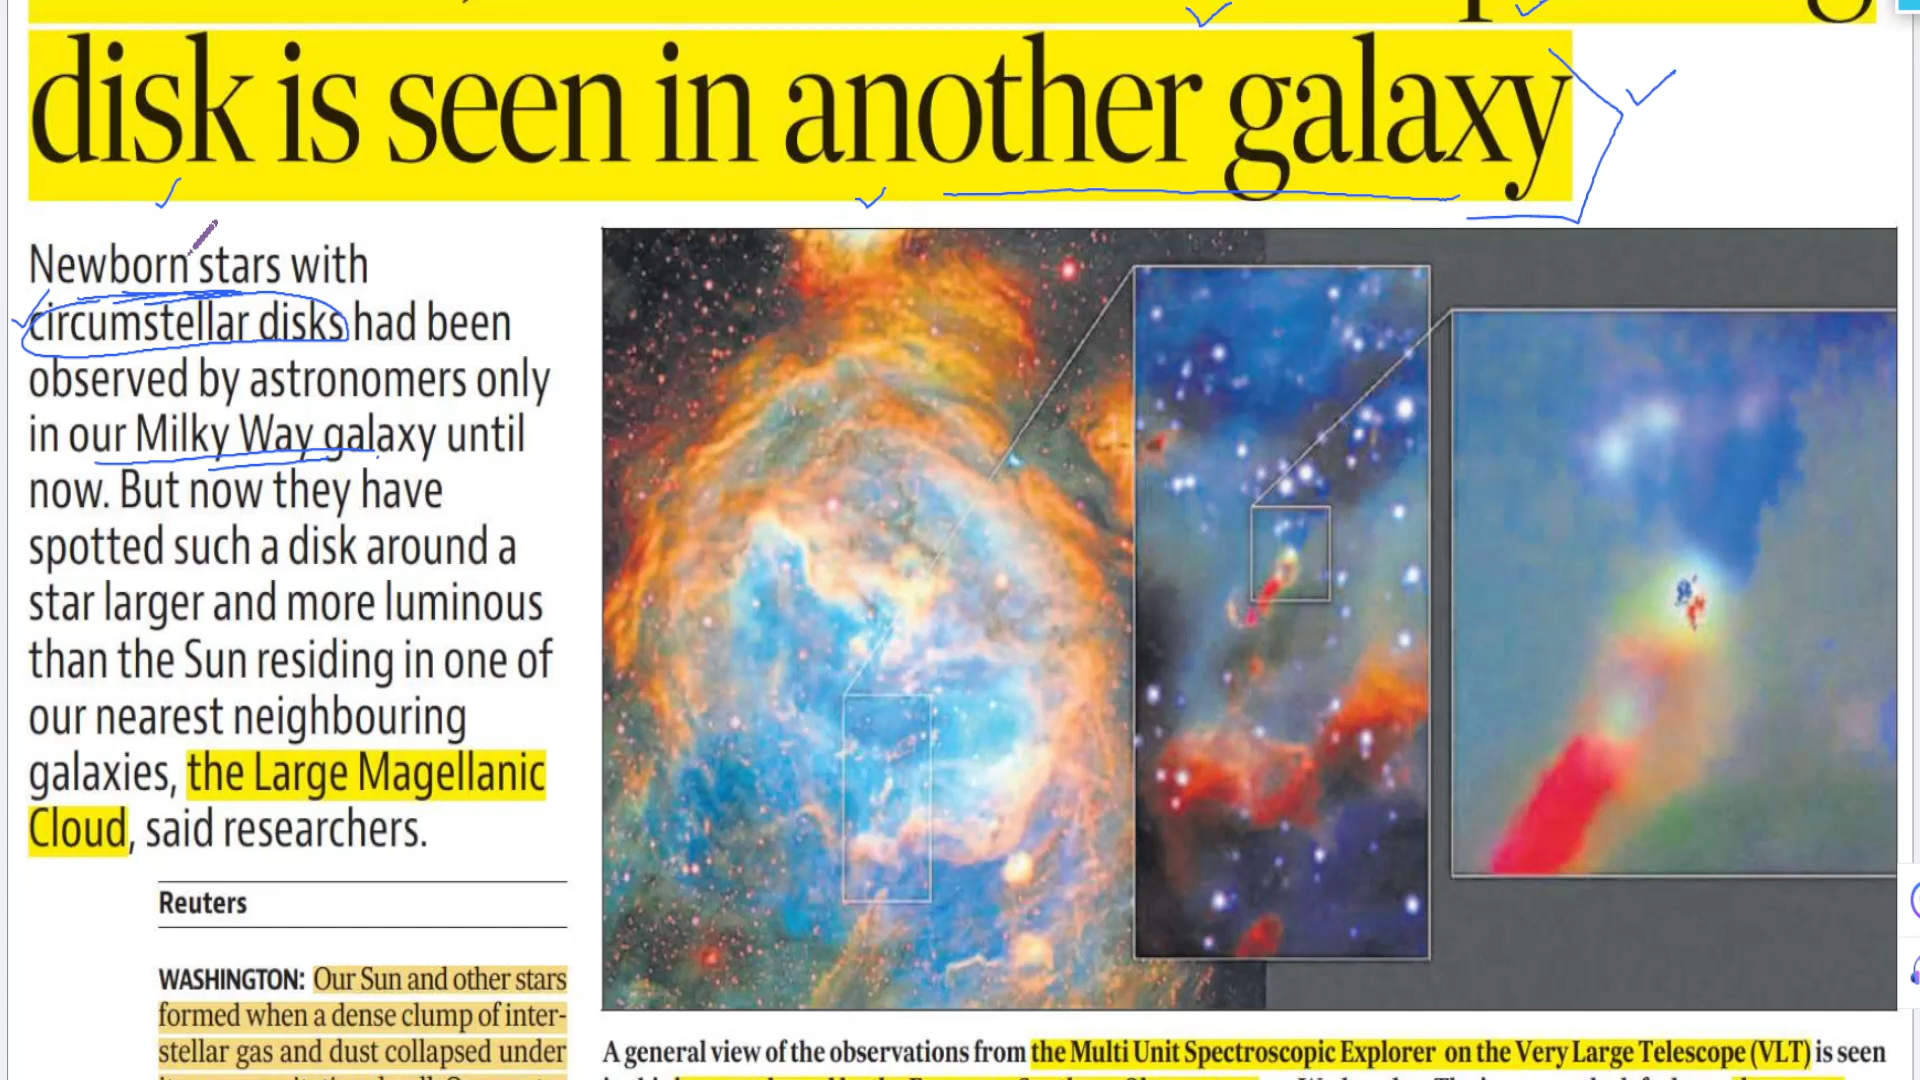 disk is seen in another galaxy
Newborn stars with
circumstellar disks had been
observed by astronomers only
in our Milky Way galaxy until
now. But now they have
spotted such a disk around a
star larger and more luminous
than the Sun residing in one of
our nearest neighbouring
galaxies, the Large Magellanic
Cloud, said researchers.
Reuters
WASHINGTON: Our Sun and other stars
formed when a dense clump of inter-
stellar gas and dust collapsed under
A general view of the observations from the Multi Unit Spectroscopic Explorer on the Very Large Telescope (VLT) is seen